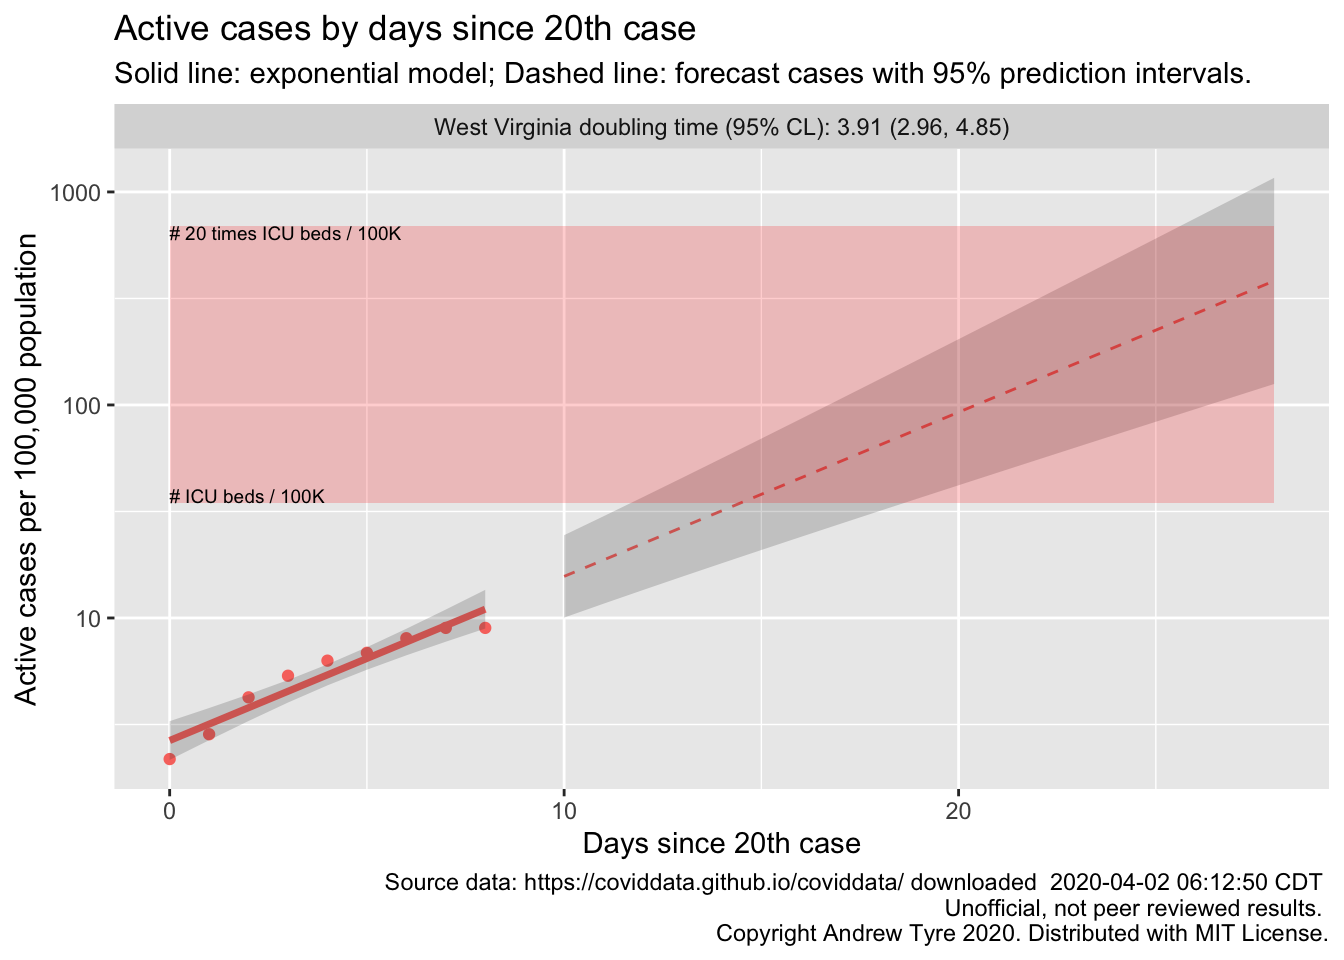 Active cases by days since 20th case
Solid line: exponential model; Dashed line: forecast cases with 95% prediction intervals.
West Virginia doubling time (95% CL): 3.91 (2.96, 4.85)
Active cases per 100,000 population
1000
100
10
# 20 times ICU beds / 100K
# ICU beds / 100K
0
10
20
Days since 20th case
Source data: https://coviddata.github.io/coviddata/ downloaded  2020-04-02 06:12:50 CDT
Unofficial, not peer reviewed results.
Copyright Andrew Tyre 2020. Distributed with MIT License.